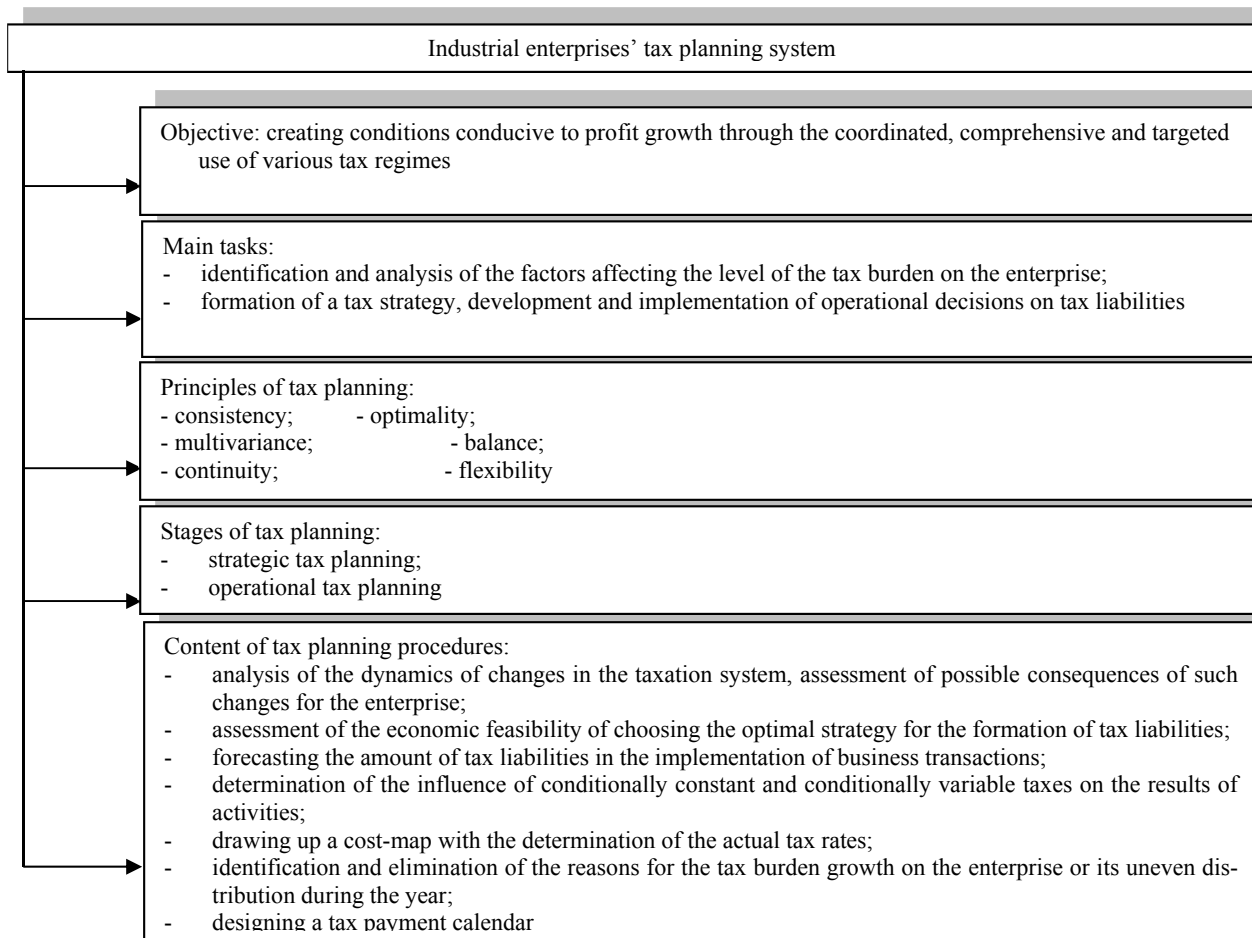 Industrial enterprises’ tax planning system
Objective: creating conditions conducive to profit growth through the coordinated, comprehensive and targeted
use of various tax regimes
Main tasks:
- identification and analysis of the factors affecting the level of the tax burden on the enterprise;
- formation of a tax strategy, development and implementation of operational decisions on tax liabilities
Principles of tax planning:
- consistency; - optimality;
- multivariance; - balance;
- continuity; - flexibility
Stages of tax planning:
- strategic tax planning;
- operational tax planning
Content of tax planning procedures:
- analysis of the dynamics of changes in the taxation system, assessment of possible consequences of such
changes for the enterprise;
- assessment of the economic feasibility of choosing the optimal strategy for the formation of tax liabilities;
- forecasting the amount of tax liabilities in the implementation of business transactions;
- determination of the influence of conditionally constant and conditionally variable taxes on the results of
activities;
- drawing up a cost-map with the determination of the actual tax rates;
- identification and elimination of the reasons for the tax burden growth on the enterprise or its uneven dis-
tribution during the year;
- designing a tax payment calendar